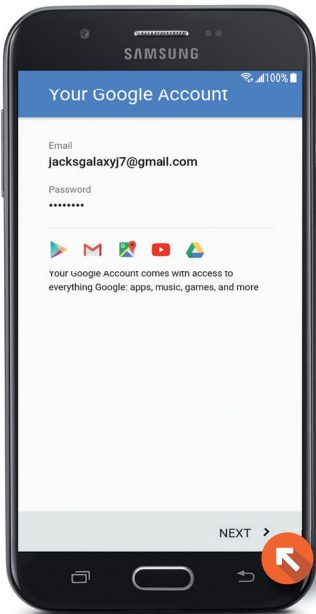 SAMSUNG
100%
Your Google Account
Email
jacksgalaxyj7@gmail.com
Password
••••••••
Your Google Account comes with access to
everything Google: apps, music, games, and more
NEXT >